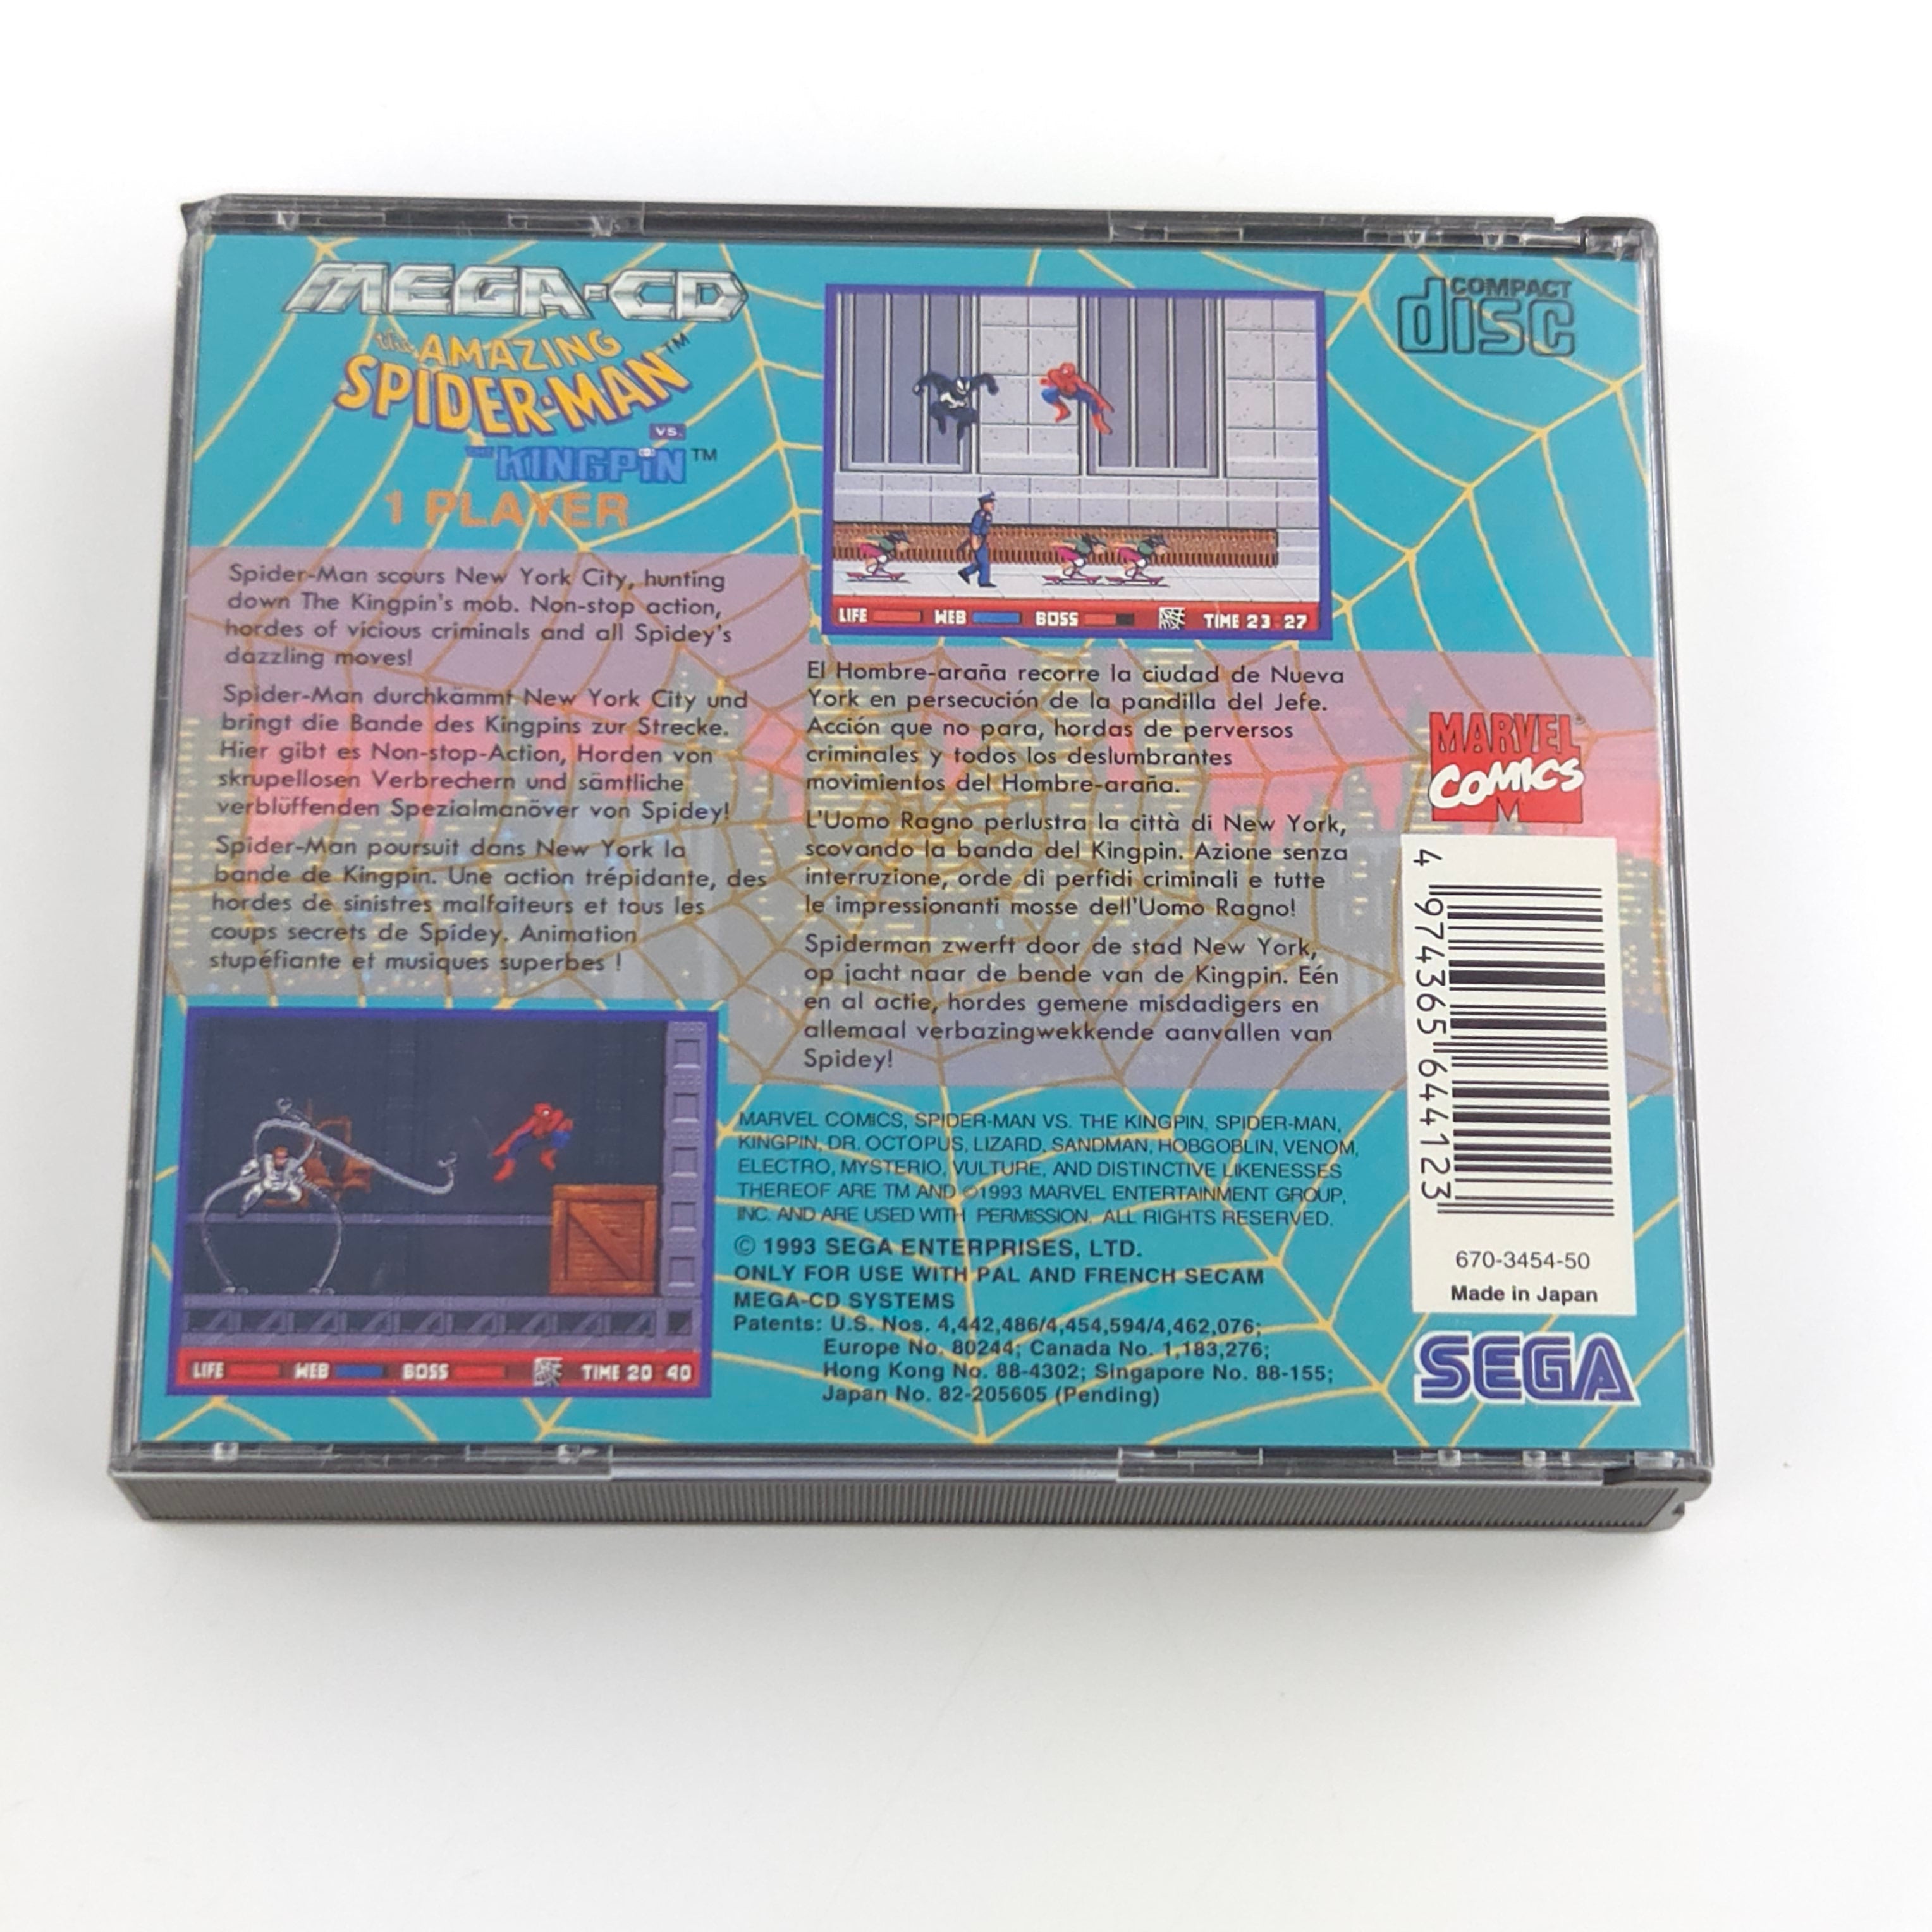 MEGA-CD
the AMAZING
SPIDER-MAN™
VS.
THE KINGPIN™
1 PLAYER
Spider-Man scours New York City, hunting
down The Kingpin's mob. Non-stop action,
hordes of vicious criminals and all Spidey's
dazzling moves!
Spider-Man durchkämmt New York City und
bringt die Bande des Kingpins zur Strecke.
Hier gibt es Non-stop-Action, Horden von
skrupellosen Verbrechern und sämtliche
verblüffenden Spezialmanöver von Spidey!
Spider-Man poursuit dans New York la
bande de Kingpin. Une action trépidante, des
hordes de sinistres malfaiteurs et tous les
coups secrets de Spidey. Animation
stupéfiante et musiques superbes !
LIFE WEB BOSS TIME 20 40
LIFE WEB BOSS TIME 23 27
El Hombre-araña recorre la ciudad de Nueva
York en persecución de la pandilla del Jefe.
Acción que no para, hordas de perversos
criminales y todos los deslumbrantes
movimientos del Hombre-araña.
L'Uomo Ragno perlustra la città di New York,
scovando la banda del Kingpin. Azione senza
interruzione, orde di perfidi criminali e tutte
le impressionanti mosse dell'Uomo Ragno!
Spiderman zwerft door de stad New York,
op jacht naar de bende van de Kingpin. Eén
en al actie, hordes gemene misdadigers en
allemaal verbazingwekkende aanvallen van
Spidey!
MARVEL COMICS, SPIDER-MAN VS. THE KINGPIN, SPIDER-MAN,
KINGPIN, DR. OCTOPUS, LIZARD, SANDMAN, HOBGOBLIN, VENOM,
ELECTRO, MYSTERIO, VULTURE, AND DISTINCTIVE LIKENESSES
THEREOF ARE TM AND ©1993 MARVEL ENTERTAINMENT GROUP,
INC. AND ARE USED WITH PERMISSION. ALL RIGHTS RESERVED.
© 1993 SEGA ENTERPRISES, LTD.
ONLY FOR USE WITH PAL AND FRENCH SECAM
MEGA-CD SYSTEMS
Patents: U.S. Nos. 4,442,486/4,454,594/4,462,076;
Europe No. 80244; Canada No. 1,183,276;
Hong Kong No. 88-4302; Singapore No. 88-155;
Japan No. 82-205605 (Pending)
COMPACT
disc
MARVEL®
COMICS
M
4 974365 644123
670-3454-50
Made in Japan
SEGA